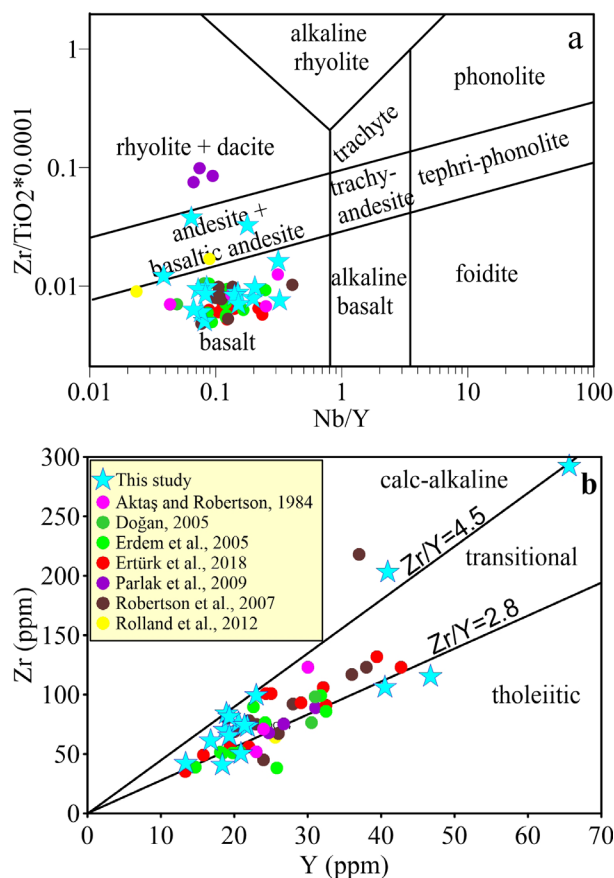 a
alkaline
rhyolite
phonolite
rhyolite + dacite
trachyte
tephri-phonolite
trachy-
andesite
andesite +
basaltic andesite
alkaline
basalt
foidite
basalt
Zr/TiO2*0.0001
1
0.1
0.01
0.01
0.1
1
10
100
Nb/Y
b
This study
Aktaş and Robertson, 1984
Doğan, 2005
Erdem et al., 2005
Ertürk et al., 2018
Parlak et al., 2009
Robertson et al., 2007
Rolland et al., 2012
calc-alkaline
Zr/Y=4.5
transitional
Zr/Y=2.8
tholeiitic
Zr (ppm)
300
250
200
150
100
50
0
0
10
20
30
40
50
60
70
Y (ppm)